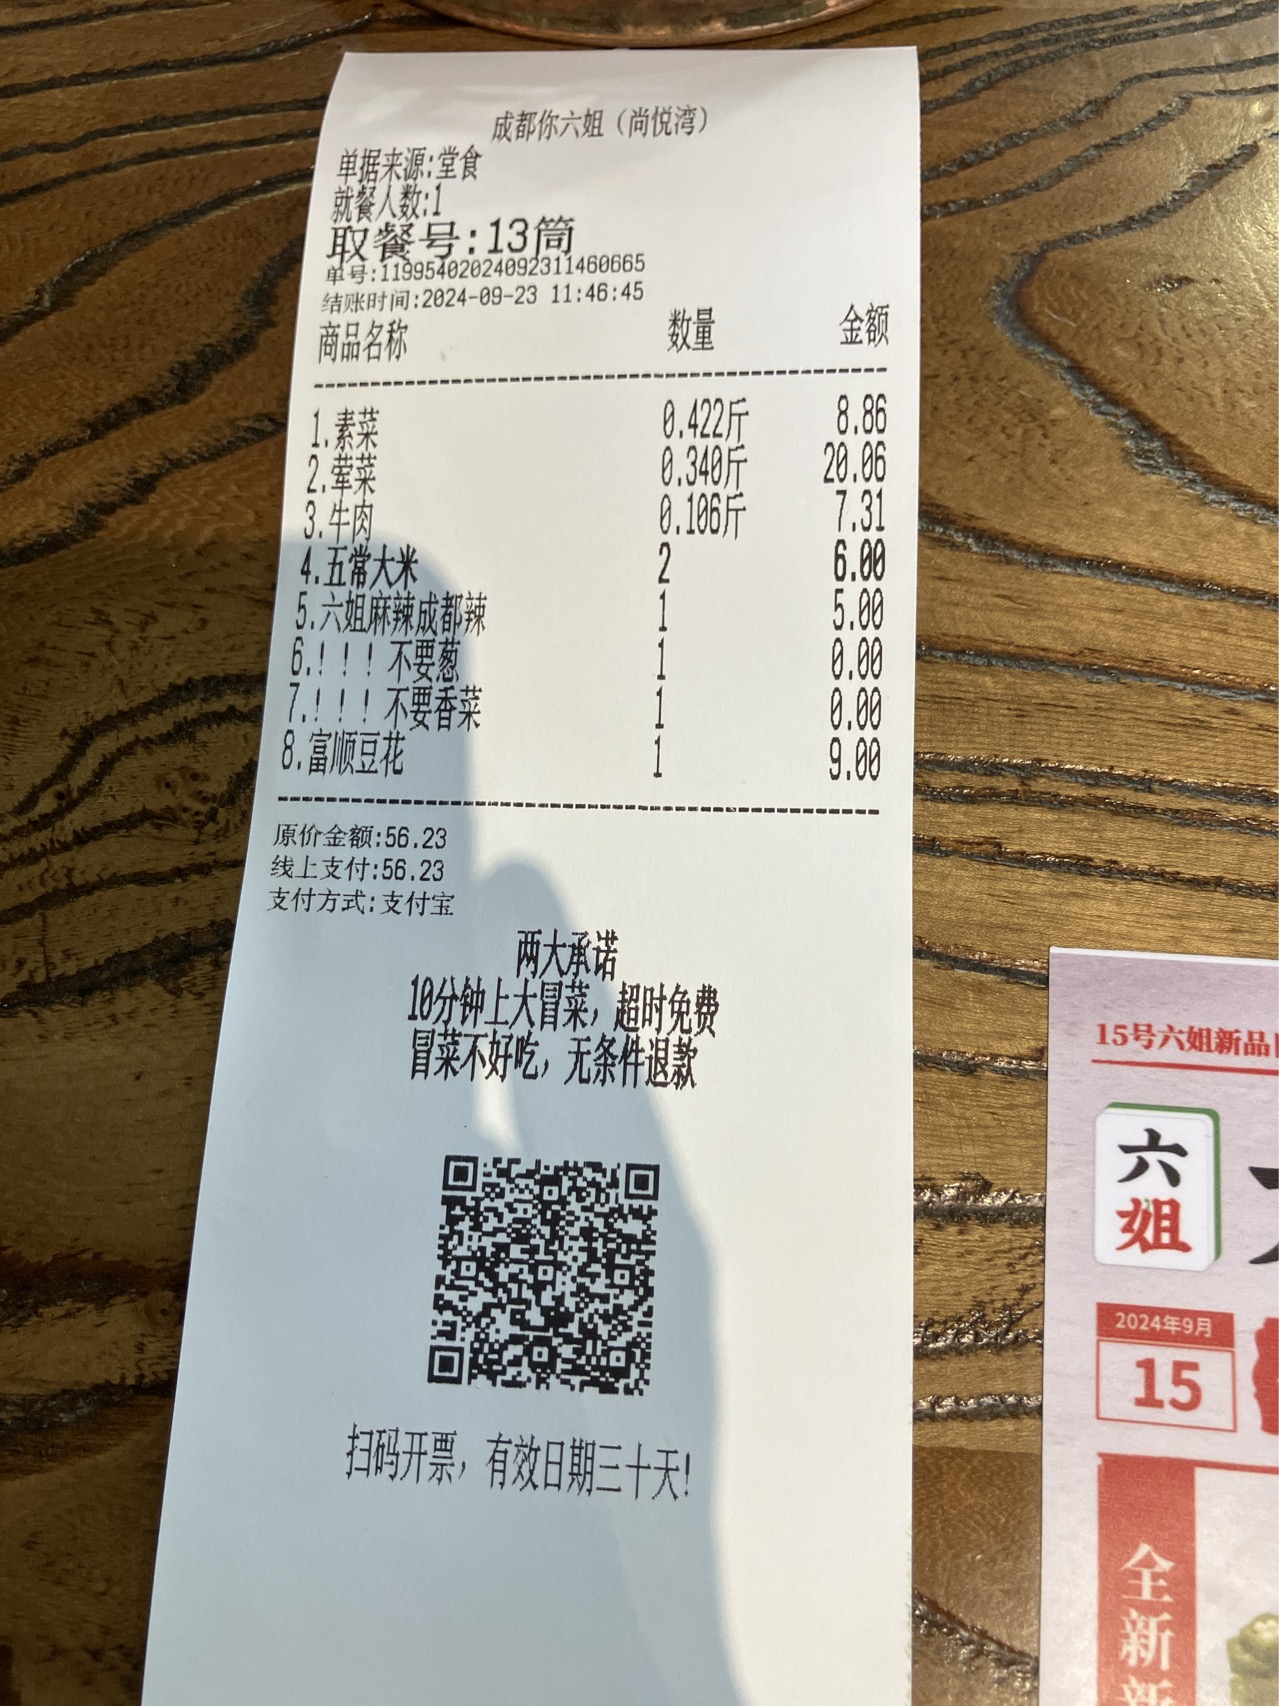 成都你六姐（尚悦湾）
单据来源:堂食
就餐人数:1
取餐号:13筒
单号:11995402024092311460665
结账时间:2024-09-23 11:46:45
商品名称 数量 金额
1.素菜 0.422斤 8.86
2.荤菜 0.340斤 20.06
3.牛肉 0.106斤 7.31
4.五常大米 2 6.00
5.六姐麻辣成都辣 1 5.00
6.！！！不要葱 1 0.00
7.！！！不要香菜 1 0.00
8.富顺豆花 1 9.00
原价金额:56.23
线上支付:56.23
支付方式:支付宝
两大承诺
10分钟上大冒菜，超时免费
冒菜不好吃，无条件退款
扫码开票，有效日期三十天!
15号六姐新品
六姐
2024年9月
15
全新